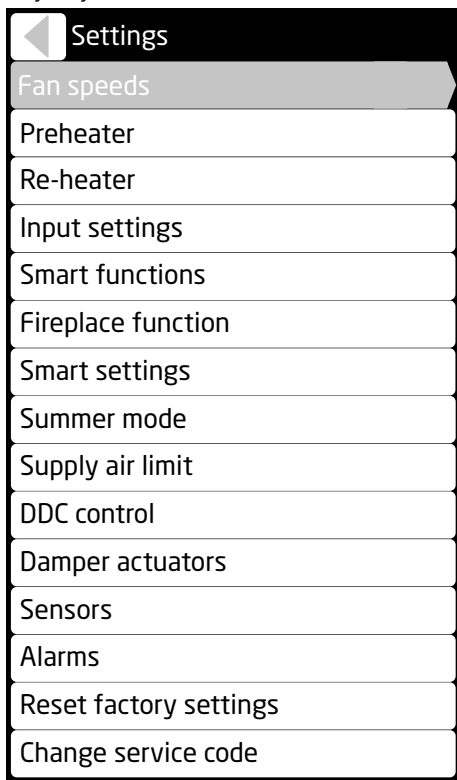 Settings
Fan speeds
Preheater
Re-heater
Input settings
Smart functions
Fireplace function
Smart settings
Summer mode
Supply air limit
DDC control
Damper actuators
Sensors
Alarms
Reset factory settings
Change service code